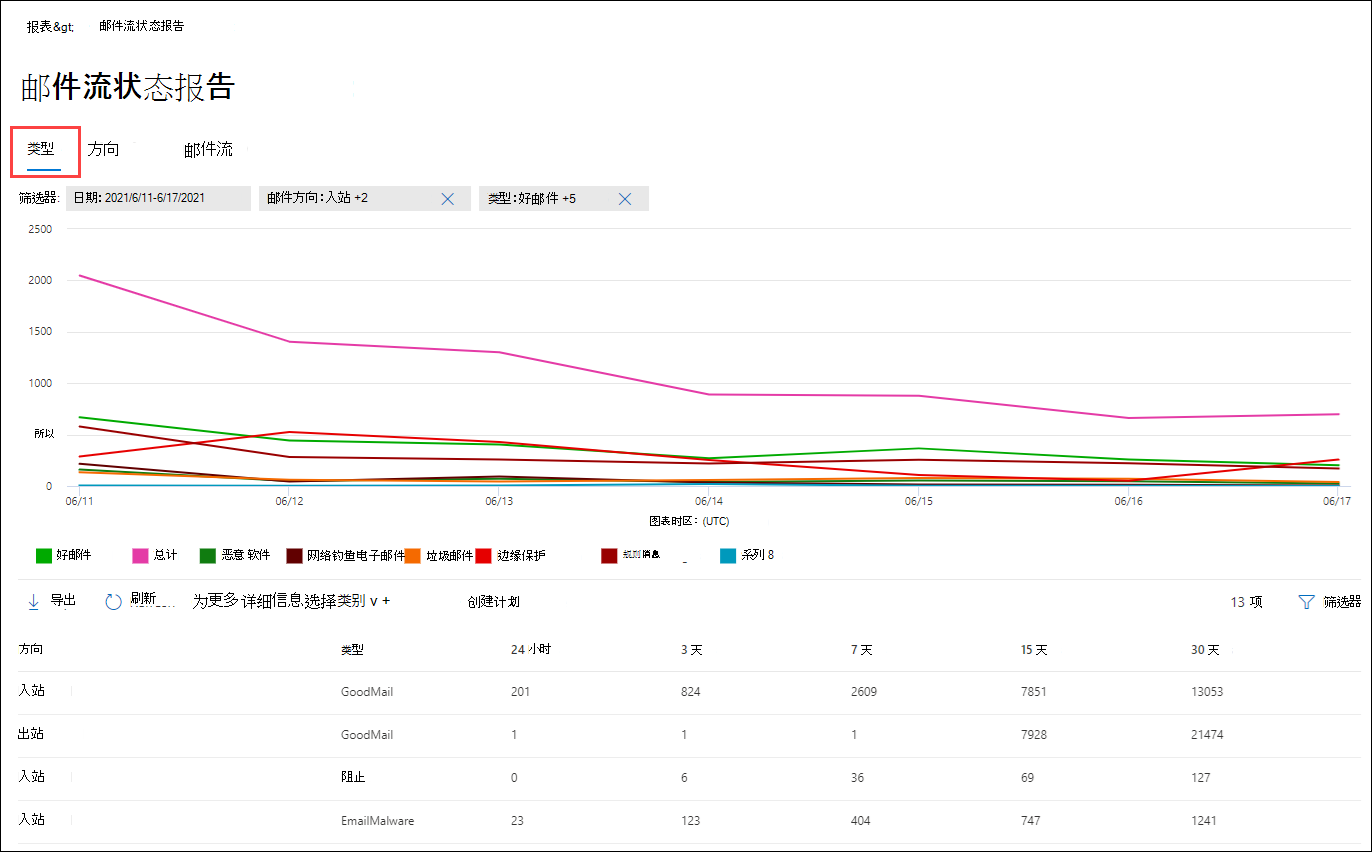 报表&gt; 邮件流状态报告
邮件流状态报告
类型 方向 邮件流
筛选器: 日期: 2021/6/11-6/17/2021 邮件方向:入站 +2 类型:好邮件 +5
2500
2000
1500
1000
所以
0
06/11 06/12 06/13 06/14 06/15 06/16 06/17
图表时区: (UTC)
好邮件 总计 恶意软件 网络钓鱼电子邮件 垃圾邮件 边缘保护 规则消息 系列 8
导出 刷新 为更多详细信息选择类别 v + 创建计划 13 项 筛选器
方向 类型 24 小时 3 天 7 天 15 天 30 天
入站 GoodMail 201 824 2609 7851 13053
出站 GoodMail 1 1 1 7928 21474
入站 阻止 0 6 36 69 127
入站 EmailMalware 23 123 404 747 1241